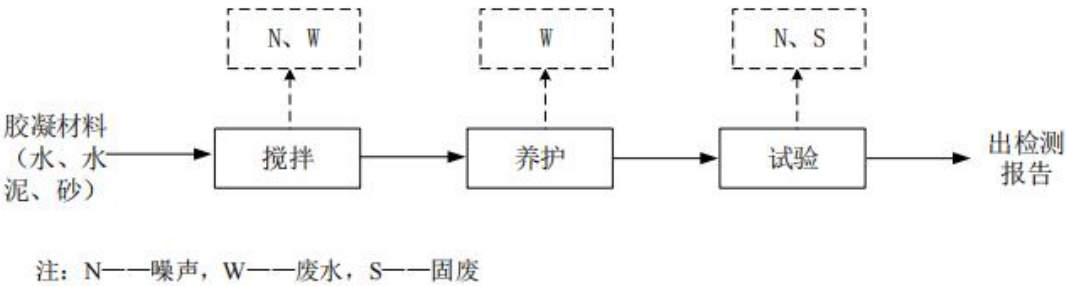 N、W
W
N、S
胶凝材料
（水、水
泥、砂）
搅拌
养护
试验
出检测
报告
注：N——噪声，W——废水，S——固废